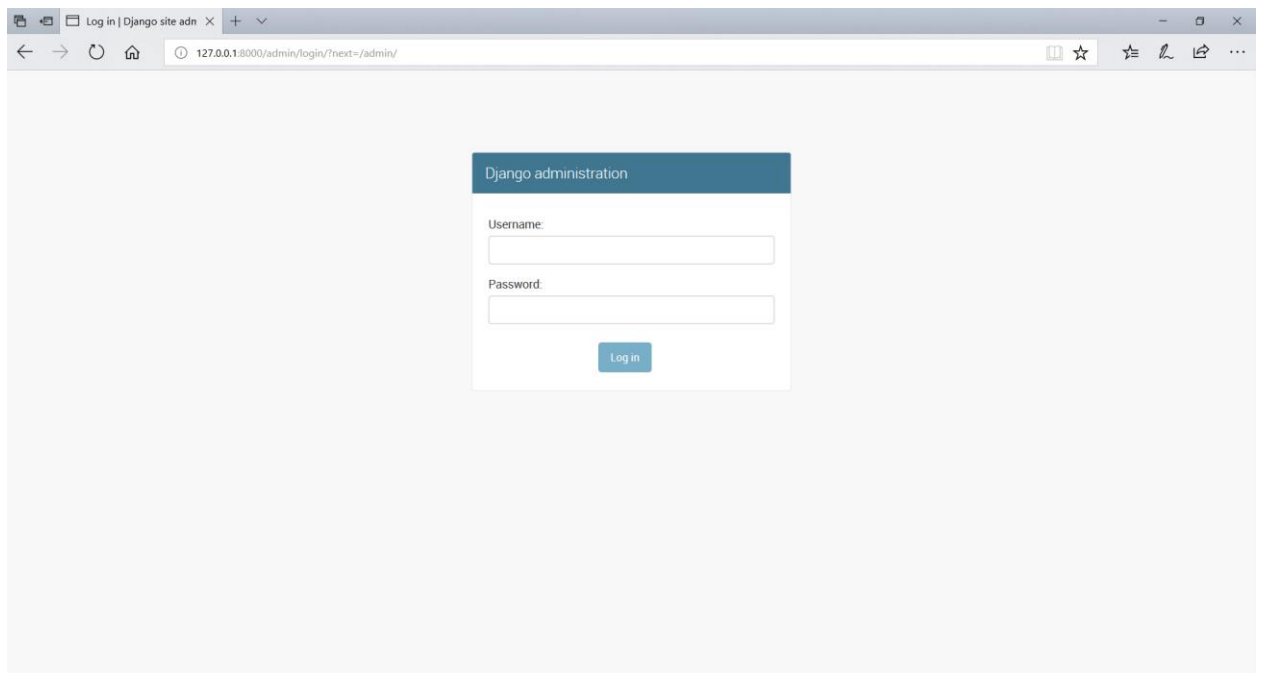 Log in | Django site adn
127.0.0.1:8000/admin/login/?next=/admin/
Django administration
Username:
Password:
Log in